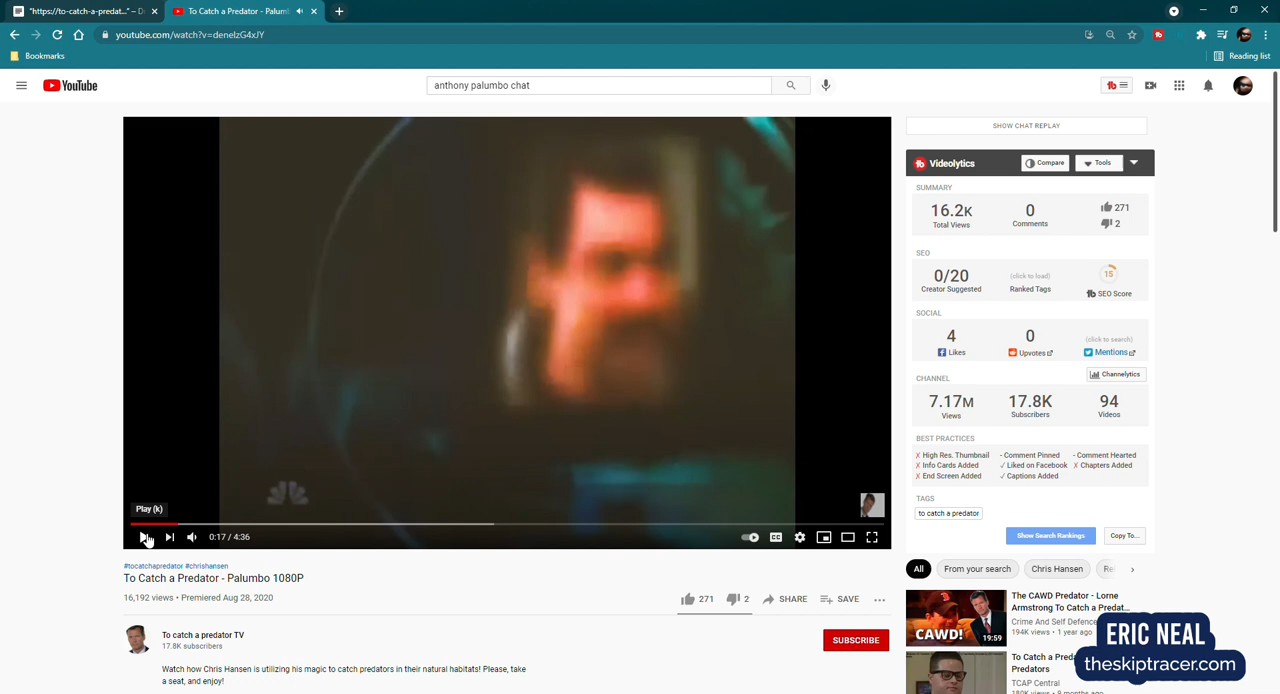 "https://to-catch-a-predat..." – D
To Catch a Predator - Palum
youtube.com/watch?v=denelzG4xJY
Bookmarks
Reading list
YouTube
anthony palumbo chat
SHOW CHAT REPLAY
Videolytics
Compare
Tools
SUMMARY
16.2K
Total Views
0
Comments
271
2
SEO
0/20
Creator Suggested
(click to load)
Ranked Tags
15
SEO Score
SOCIAL
4
Likes
0
Upvotes
(click to search)
Mentions
CHANNEL
Channelytics
7.17M
Views
17.8K
Subscribers
94
Videos
BEST PRACTICES
✗ High Res. Thumbnail
- Comment Pinned
- Comment Hearted
✗ Info Cards Added
✓ Liked on Facebook
✗ Chapters Added
✗ End Screen Added
✓ Captions Added
TAGS
to catch a predator
Show Search Rankings
Copy To...
Play (k)
0:17 / 4:36
#tocatchapredator #chrishansen
To Catch a Predator - Palumbo 1080P
16,192 views • Premiered Aug 28, 2020
271
2
SHARE
SAVE
To catch a predator TV
17.8K subscribers
SUBSCRIBE
Watch how Chris Hansen is utilizing his magic to catch predators in their natural habitats! Please, take
a seat, and enjoy!
All
From your search
Chris Hansen
Re
CAWD!
19:59
The CAWD Predator - Lorne
Armstrong To Catch a Predat...
Crime And Self Defence
194K views • 1 year ago
To Catch a Preda
Predators
TCAP Central
180K views • 9 months ago
ERIC NEAL
theskiptracer.com